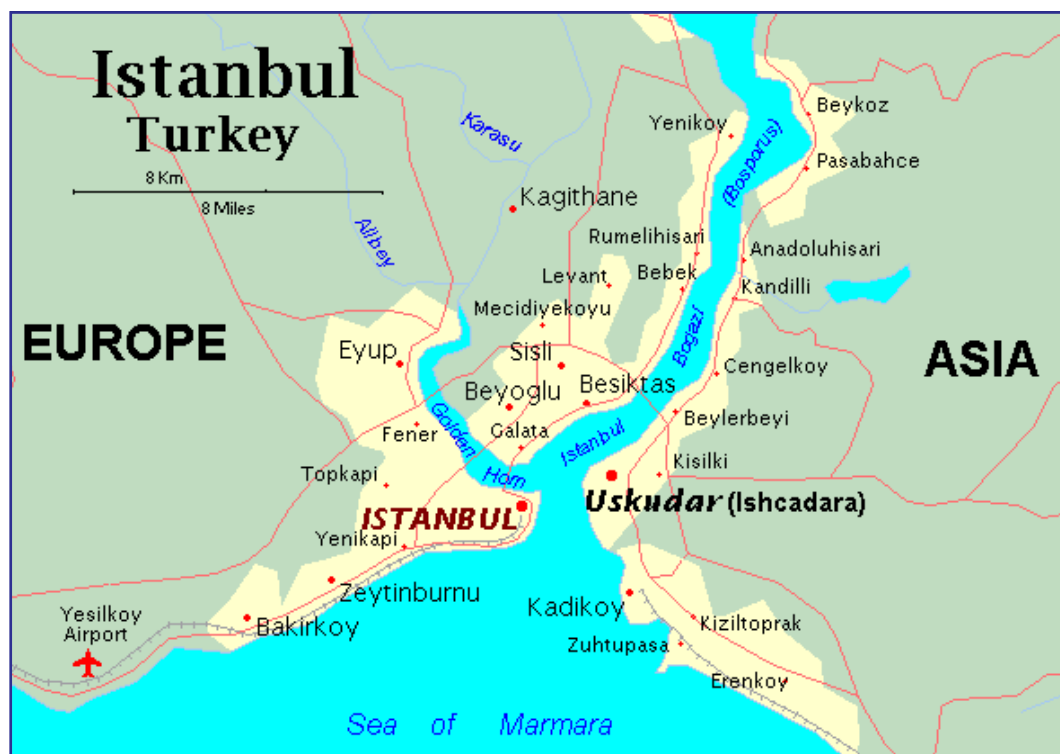 Istanbul
Turkey
8 Km
8 Miles
Karasu
Alibey
Kagithane
Yenikoy
Beykoz
(Bosporus)
Pasabahce
Rumelihisari
Anadoluhisari
Levant
Bebek
Kandilli
Mecidiyekoyu
EUROPE
Eyup
Sisli
Bogazi
ASIA
Cengelkoy
Beyoglu
Besiktas
Golden
Horn
Fener
Galata
Istanbul
Beylerbeyi
Topkapi
Kisilki
ISTANBUL
Uskudar (Ishcadara)
Yenikapi
Zeytinburnu
Kadikoy
Yesilkoy
Airport
Bakirkoy
Kiziltoprak
Zuhtupasa
Erenkoy
Sea of Marmara